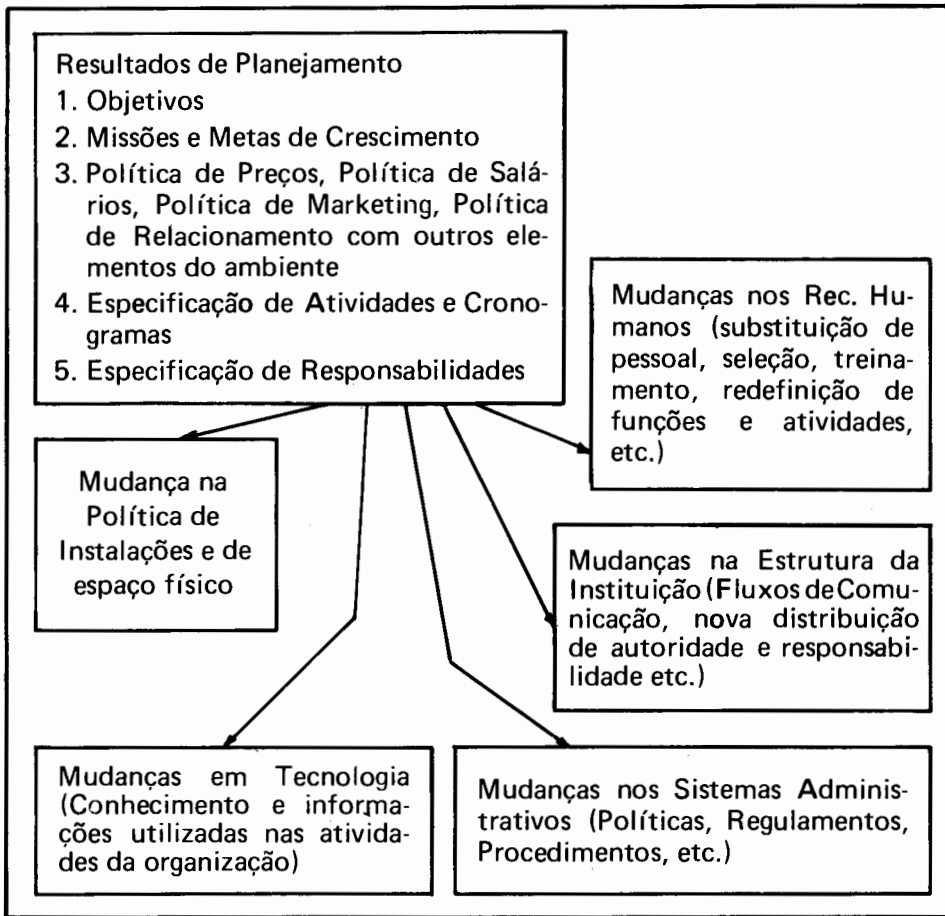 Resultados de Planejamento
1. Objetivos
2. Missões e Metas de Crescimento
3. Política de Preços, Política de Salá-
rios, Política de Marketing, Política
de Relacionamento com outros ele-
mentos do ambiente
4. Especificação de Atividades e Crono-
gramas
5. Especificação de Responsabilidades
Mudanças nos Rec. Hu-
manos (substituição de
pessoal, seleção, treina-
mento, redefinição de
funções e atividades,
etc.)
Mudança na
Política de
Instalações e de
espaço físico
Mudanças na Estrutura da
Instituição (Fluxos de Comu-
nicação, nova distribuição
de autoridade e responsabi-
lidade etc.)
Mudanças em Tecnologia
(Conhecimento e informa-
ções utilizadas nas ativida-
des da organização)
Mudanças nos Sistemas Adminis-
trativos (Políticas, Regulamentos,
Procedimentos, etc.)